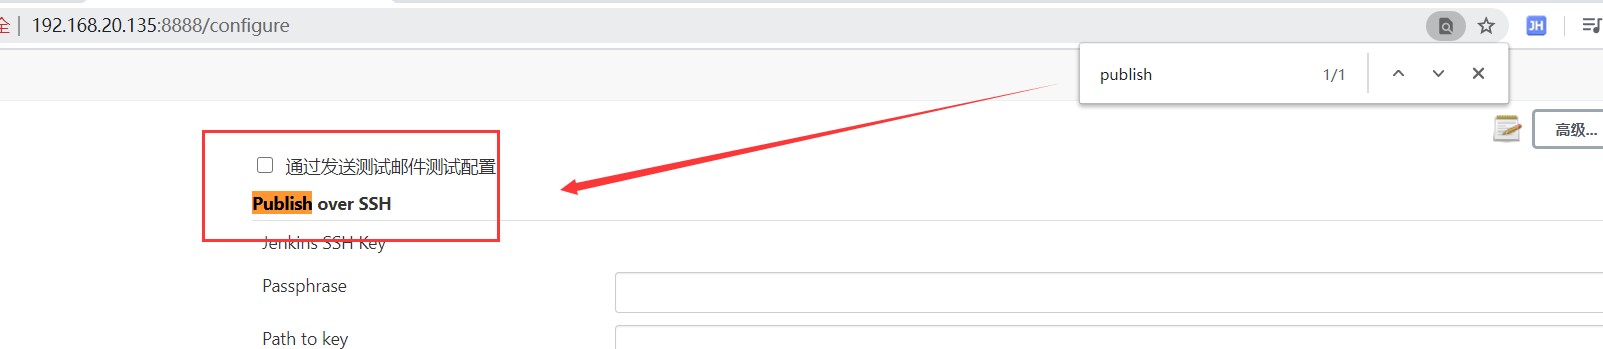 全 | 192.168.20.135:8888/configure
JH
publish 1/1
高级...
通过发送测试邮件测试配置
Publish over SSH
Jenkins SSH Key
Passphrase
Path to key